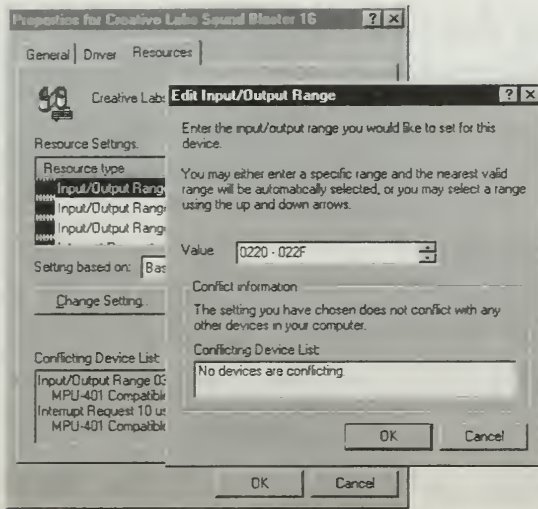 Properties for Creative Labs Sound Blaster 16
General
Driver
Resources
Creative Labs
Resource Settings.
Resource type
Input/Output Rang
Input/Output Rang
Input/Output Rang
Setting based on: Bas
Change Setting.
Conflicting Device List:
Input/Output Range 03
MPU-401 Compatible
Interrupt Request 10 us
MPU-401 Compatible
OK
Cancel
Edit Input/Output Range
Enter the input/output range you would like to set for this
device.
You may either enter a specific range and the nearest valid
range will be automatically selected, or you may select a range
using the up and down arrows.
Value 0220 - 022F
Conflict information
The setting you have chosen does not conflict with any
other devices in your computer.
Conflicting Device List:
No devices are conflicting.
OK
Cancel